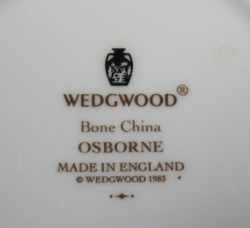 WEDGWOOD®
Bone China
OSBORNE
MADE IN ENGLAND
© WEDGWOOD 1983